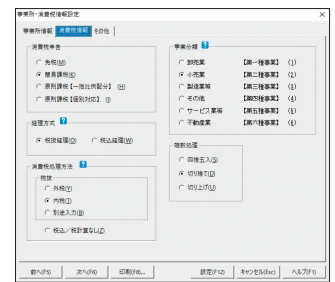 事業所-消費税情報設定
×
事業所情報 消費税情報 その他
消費税申告
免税(M)
簡易課税(K)
原則課税【一括比例配分】 (H)
原則課税【個別対応】 (I)
事業分類 ?
卸売業 【第一種事業】 (1)
小売業 【第二種事業】 (2)
製造業等 【第三種事業】 (3)
その他 【第四種事業】 (4)
サービス業等 【第五種事業】 (5)
不動産業 【第六種事業】 (6)
経理方式 ?
税抜経理(O) 税込経理(W)
端数処理
四捨五入(S)
切り捨て(D)
切り上げ(U)
消費税処理方法 ?
税抜
外税(Y)
内税(T)
別途入力(B)
税込/税計算なし(Z)
前へ(F5) 次へ(F6) 印刷(F8)... 設定(F12) キャンセル(Esc) ヘルプ(F1)